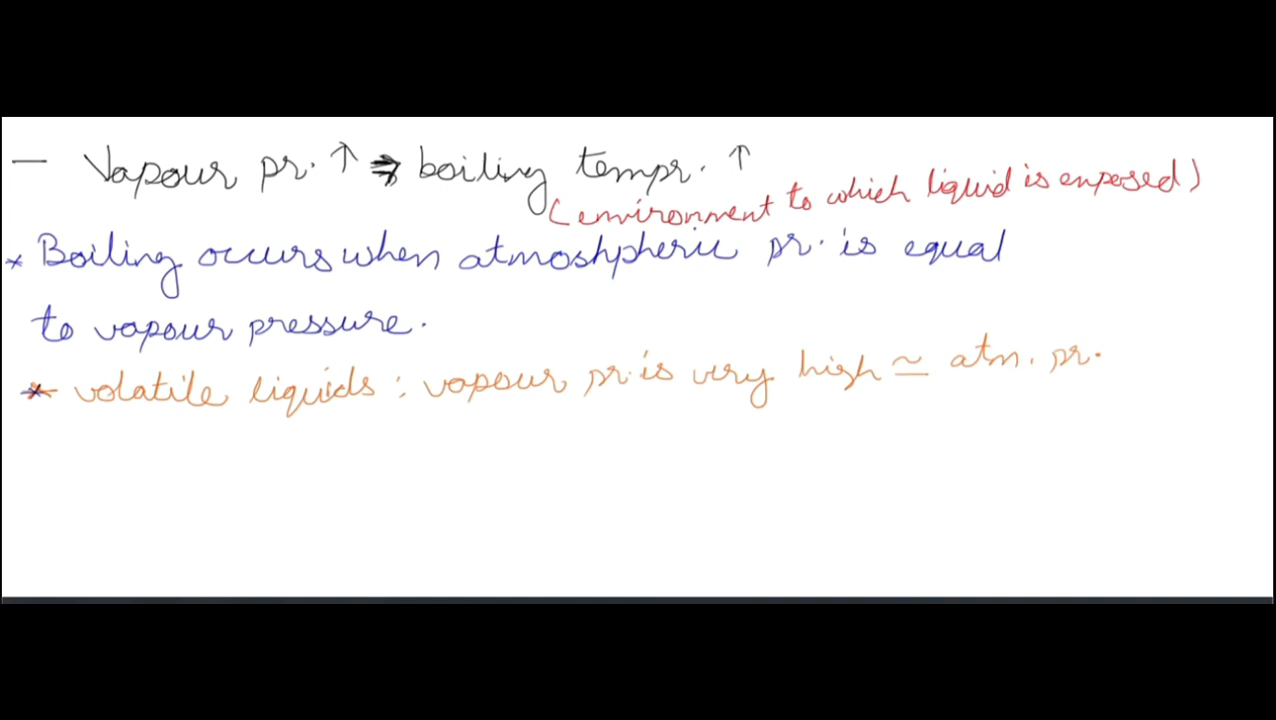 — Vapour pr. ↑ ⇒ boiling tempr. ↑
(environment to which liquid is exposed)
* Boiling occurs when atmoshpheric pr. is equal
to vapour pressure.
* volatile liquids : vapour pr. is very high ≃ atm. pr.